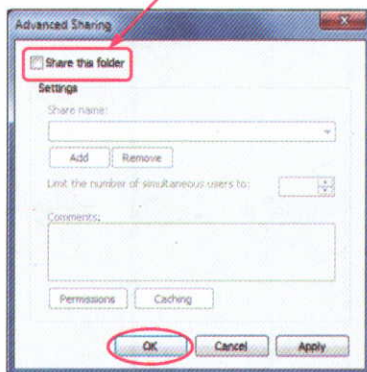 Advanced Sharing
Share this folder
Settings
Share name:
Add Remove
Limit the number of simultaneous users to:
Comments:
Permissions Caching
OK Cancel Apply